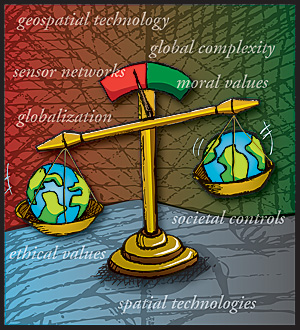 geospatial technology
global complexity
sensor networks
moral values
globalization
societal controls
ethical values
spatial technologies